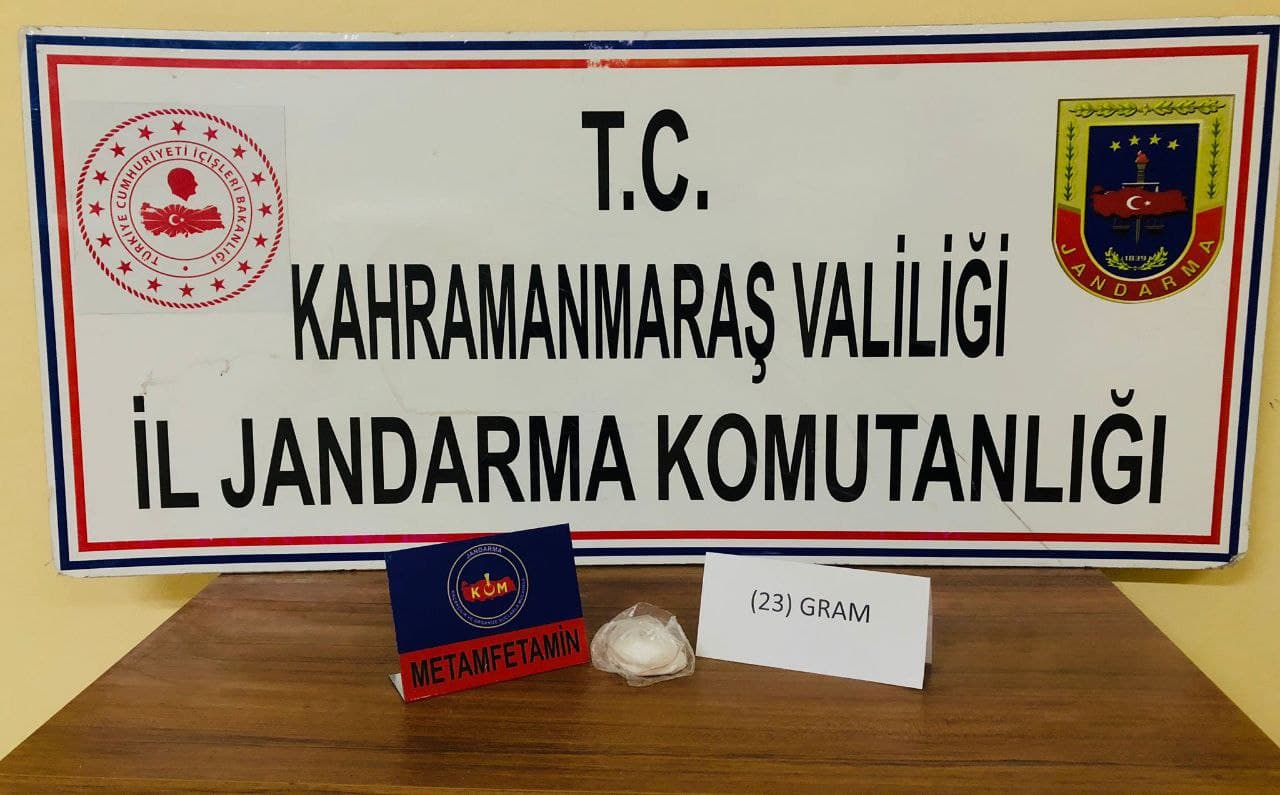 T.C.
KAHRAMANMARAŞ VALİLİĞİ
İL JANDARMA KOMUTANLIĞI
TÜRKİYE CUMHURİYETİ İÇİŞLERİ BAKANLIĞI
1839
JANDARMA
JANDARMA
KOM
METAMFETAMİN
(23) GRAM